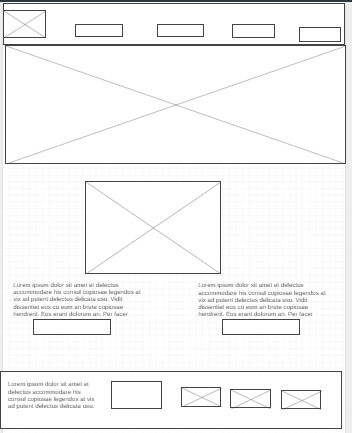 Lorem ipsum dolor sit amet et delectus
accommodare his consul copiosae legendos at
vix ad putent delectus delicata usu. Vidit
dissentiet eos cu eum an brute copiosae
hendrerit. Eos erant dolorum an. Per facer
Lorem ipsum dolor sit amet et delectus
accommodare his consul copiosae legendos at
vix ad putent delectus delicata usu. Vidit
dissentiet eos cu eum an brute copiosae
hendrerit. Eos erant dolorum an. Per facer
Lorem ipsum dolor sit amet et
delectus accommodare his
consul copiosae legendos at vix
ad putent delectus delicata usu.